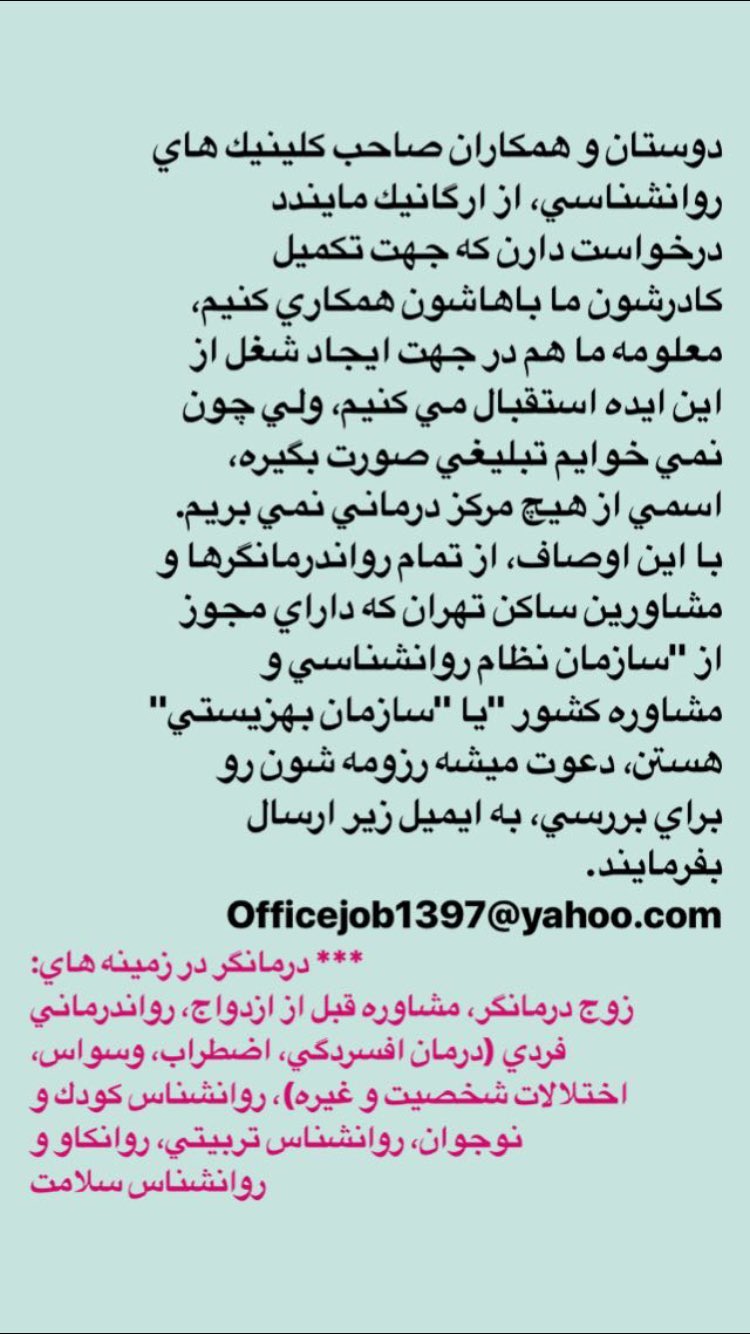 دوستان و همكاران صاحب كلينيك هاي
روانشناسي، از ارگانيك مايندد
درخواست دارن كه جهت تكميل
كادرشون ما باهاشون همكاري كنيم،
معلومه ما هم در جهت ايجاد شغل از
اين ايده استقبال مي كنيم، ولي چون
نمي خوايم تبليغي صورت بگيره،
اسمي از هيچ مركز درماني نمي بريم.
با اين اوصاف، از تمام رواندرمانگرها و
مشاورين ساكن تهران كه داراي مجوز
از "سازمان نظام روانشناسي و
مشاوره كشور "يا "سازمان بهزيستي"
هستن، دعوت ميشه رزومه شون رو
براي بررسي، به ايميل زير ارسال
بفرمايند.
Officejob1397@yahoo.com
*** درمانگر در زمينه هاي:
زوج درمانگر، مشاوره قبل از ازدواج، رواندرماني
فردي (درمان افسردگي، اضطراب، وسواس،
اختلالات شخصيت و غيره)، روانشناس كودك و
نوجوان، روانشناس تربيتي، روانكاو و
روانشناس سلامت